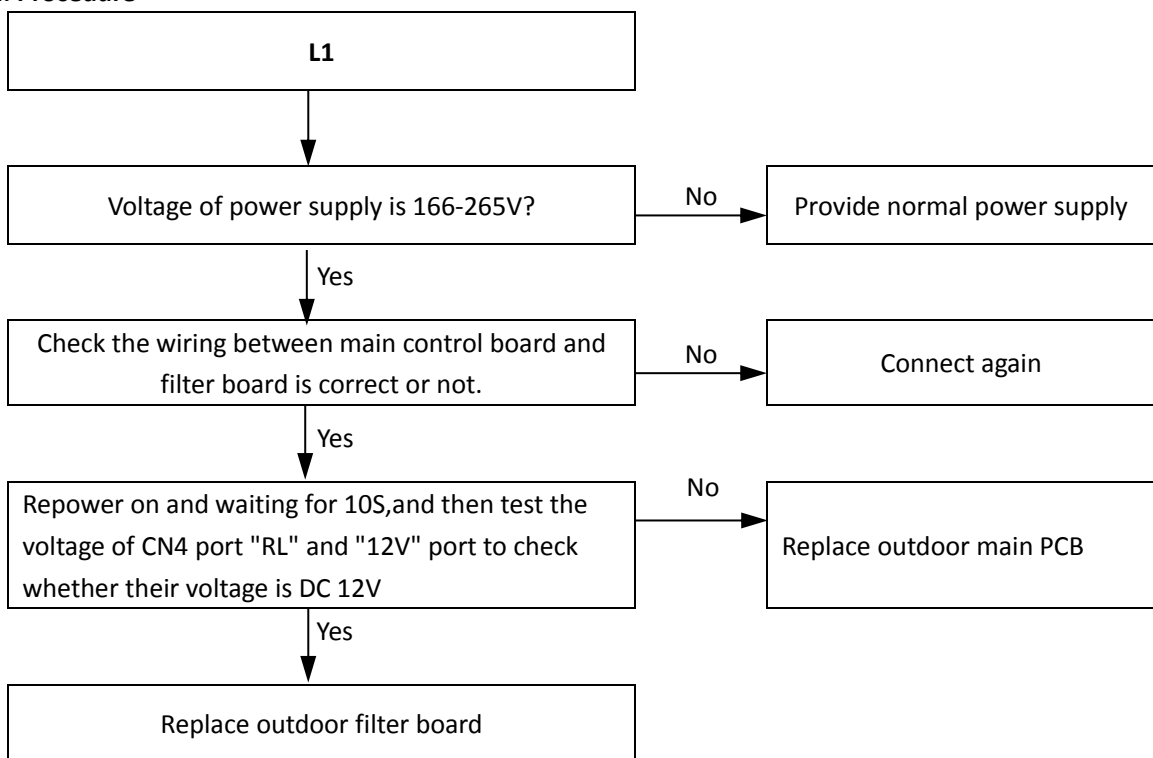 L1
Voltage of power supply is 166-265V?
No
Provide normal power supply
Yes
Check the wiring between main control board and
filter board is correct or not.
No
Connect again
Yes
Repower on and waiting for 10S,and then test the
voltage of CN4 port "RL" and "12V" port to check
whether their voltage is DC 12V
No
Replace outdoor main PCB
Yes
Replace outdoor filter board